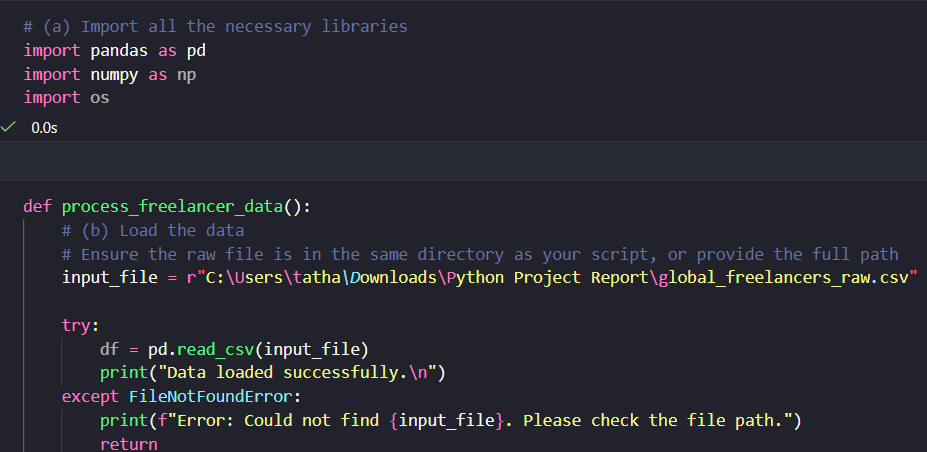 # (a) Import all the necessary libraries
import pandas as pd
import numpy as np
import os
0.0s
def process_freelancer_data():
    # (b) Load the data
    # Ensure the raw file is in the same directory as your script, or provide the full path
    input_file = r"C:\Users\tatha\Downloads\Python Project Report\global_freelancers_raw.csv"
    try:
        df = pd.read_csv(input_file)
        print("Data loaded successfully.\n")
    except FileNotFoundError:
        print(f"Error: Could not find {input_file}. Please check the file path.")
        return